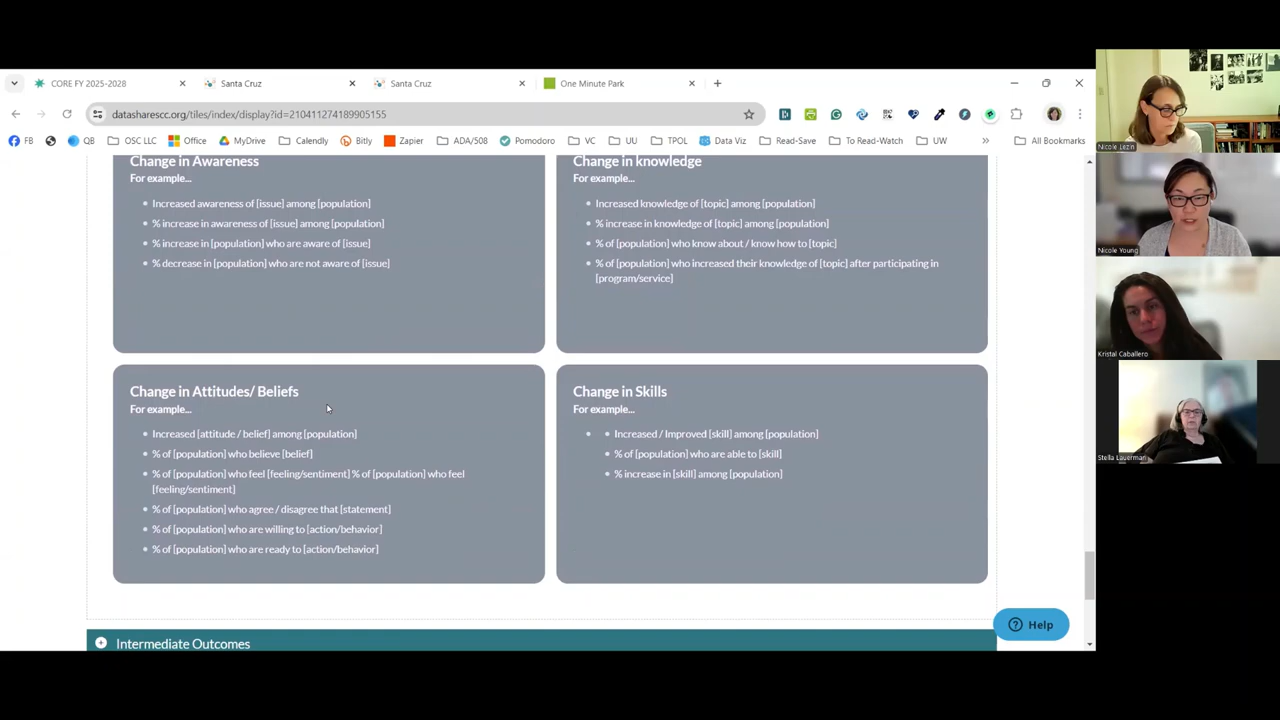 CORE FY 2025-2028
Santa Cruz
Santa Cruz
One Minute Park
datasharescc.org/tiles/index/display?id=210411274189905155
FB
QB
OSC LLC
Office
MyDrive
Calendly
Bitly
Zapier
ADA/508
Pomodoro
VC
UU
TPOL
Data Viz
Read-Save
To Read-Watch
UW
»
All Bookmarks
Change in Awareness
For example...
Increased awareness of [issue] among [population]
% increase in awareness of [issue] among [population]
% increase in [population] who are aware of [issue]
% decrease in [population] who are not aware of [issue]
Change in knowledge
For example...
Increased knowledge of [topic] among [population]
% increase in knowledge of [topic] among [population]
% of [population] who know about / know how to [topic]
% of [population] who increased their knowledge of [topic] after participating in
[program/service]
Change in Attitudes/ Beliefs
For example...
Increased [attitude / belief] among [population]
% of [population] who believe [belief]
% of [population] who feel [feeling/sentiment] % of [population] who feel
[feeling/sentiment]
% of [population] who agree / disagree that [statement]
% of [population] who are willing to [action/behavior]
% of [population] who are ready to [action/behavior]
Change in Skills
For example...
Increased / Improved [skill] among [population]
% of [population] who are able to [skill]
% increase in [skill] among [population]
Intermediate Outcomes
Help
Nicole Lezin
Nicole Young
Kristal Caballero
Stella Lauerman